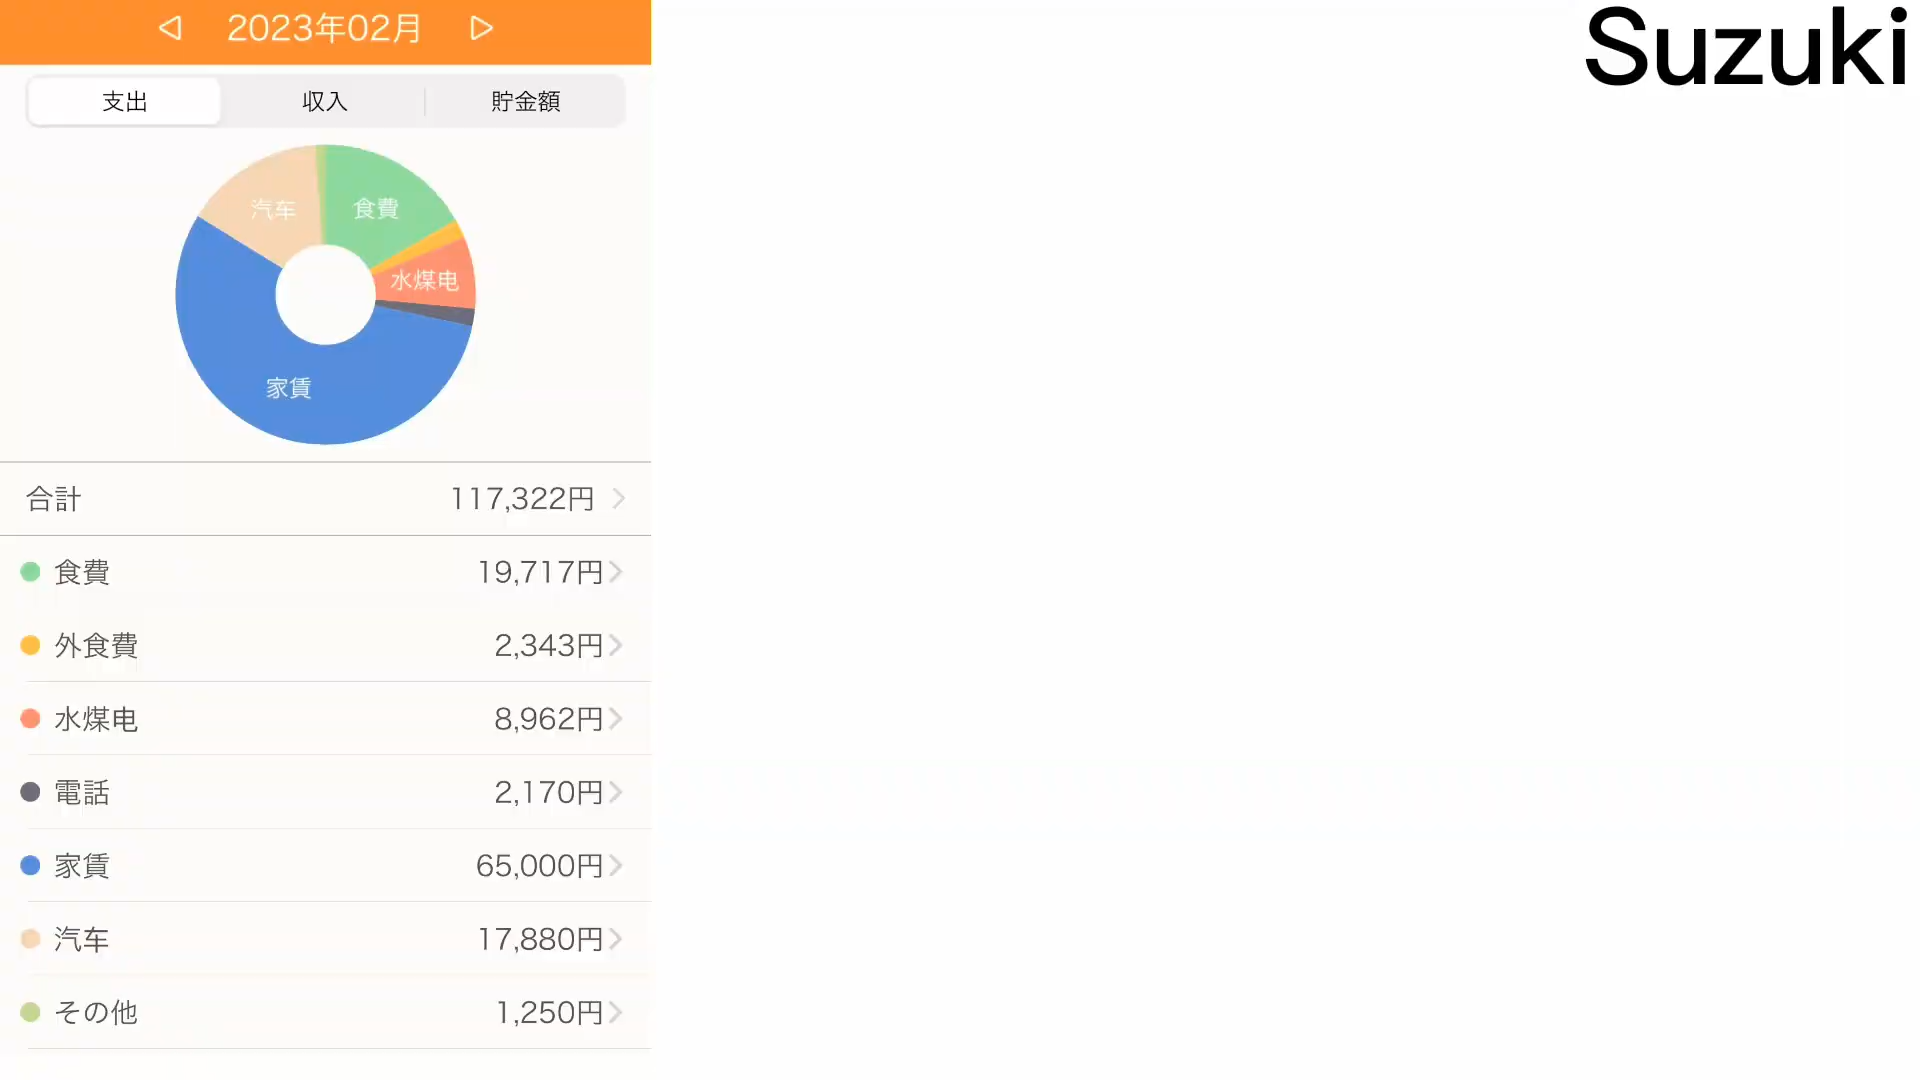 2023年02月
Suzuki
支出 収入 貯金額
汽车 食費
水煤电
家賃
合計 117,322円
食費 19,717円
外食費 2,343円
水煤电 8,962円
電話 2,170円
家賃 65,000円
汽车 17,880円
その他 1,250円